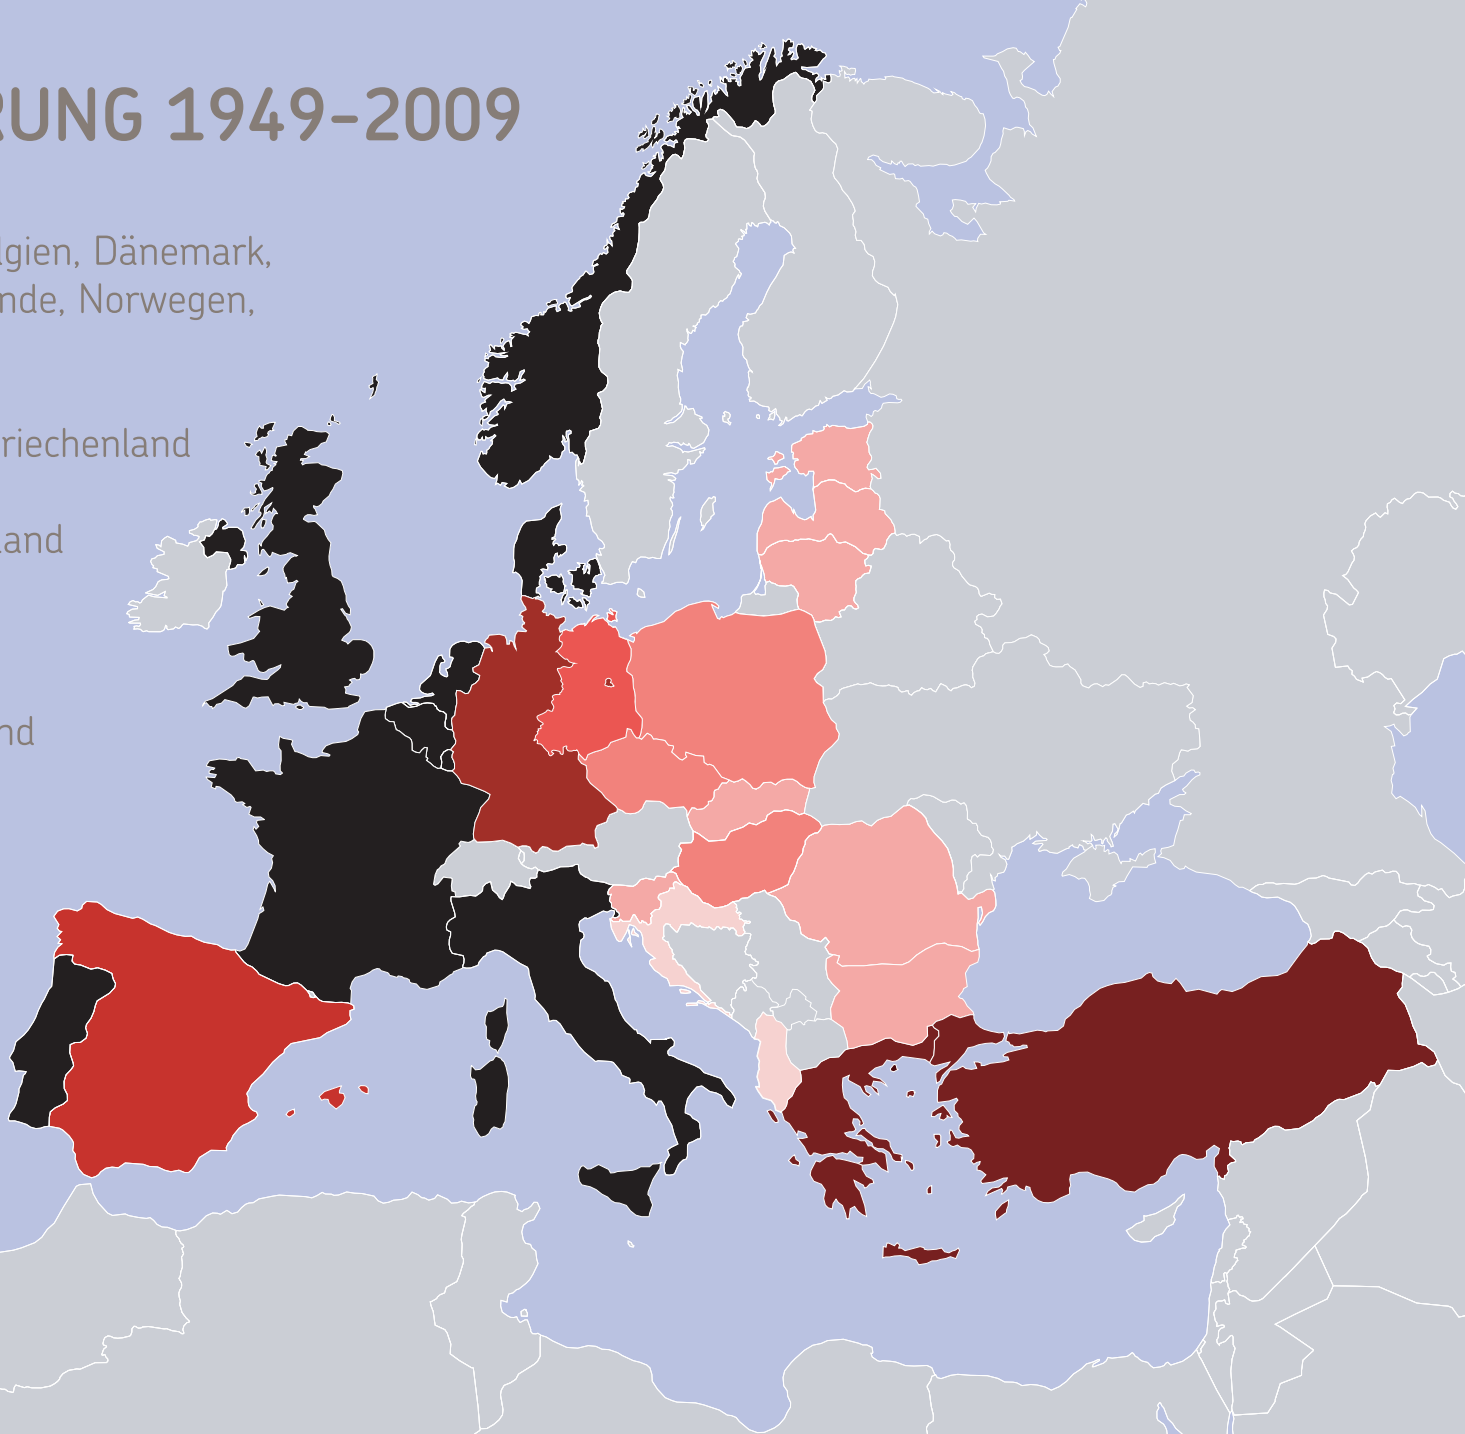 RUNG 1949-2009
lgien, Dänemark,
nde, Norwegen,
riechenland
land
nd